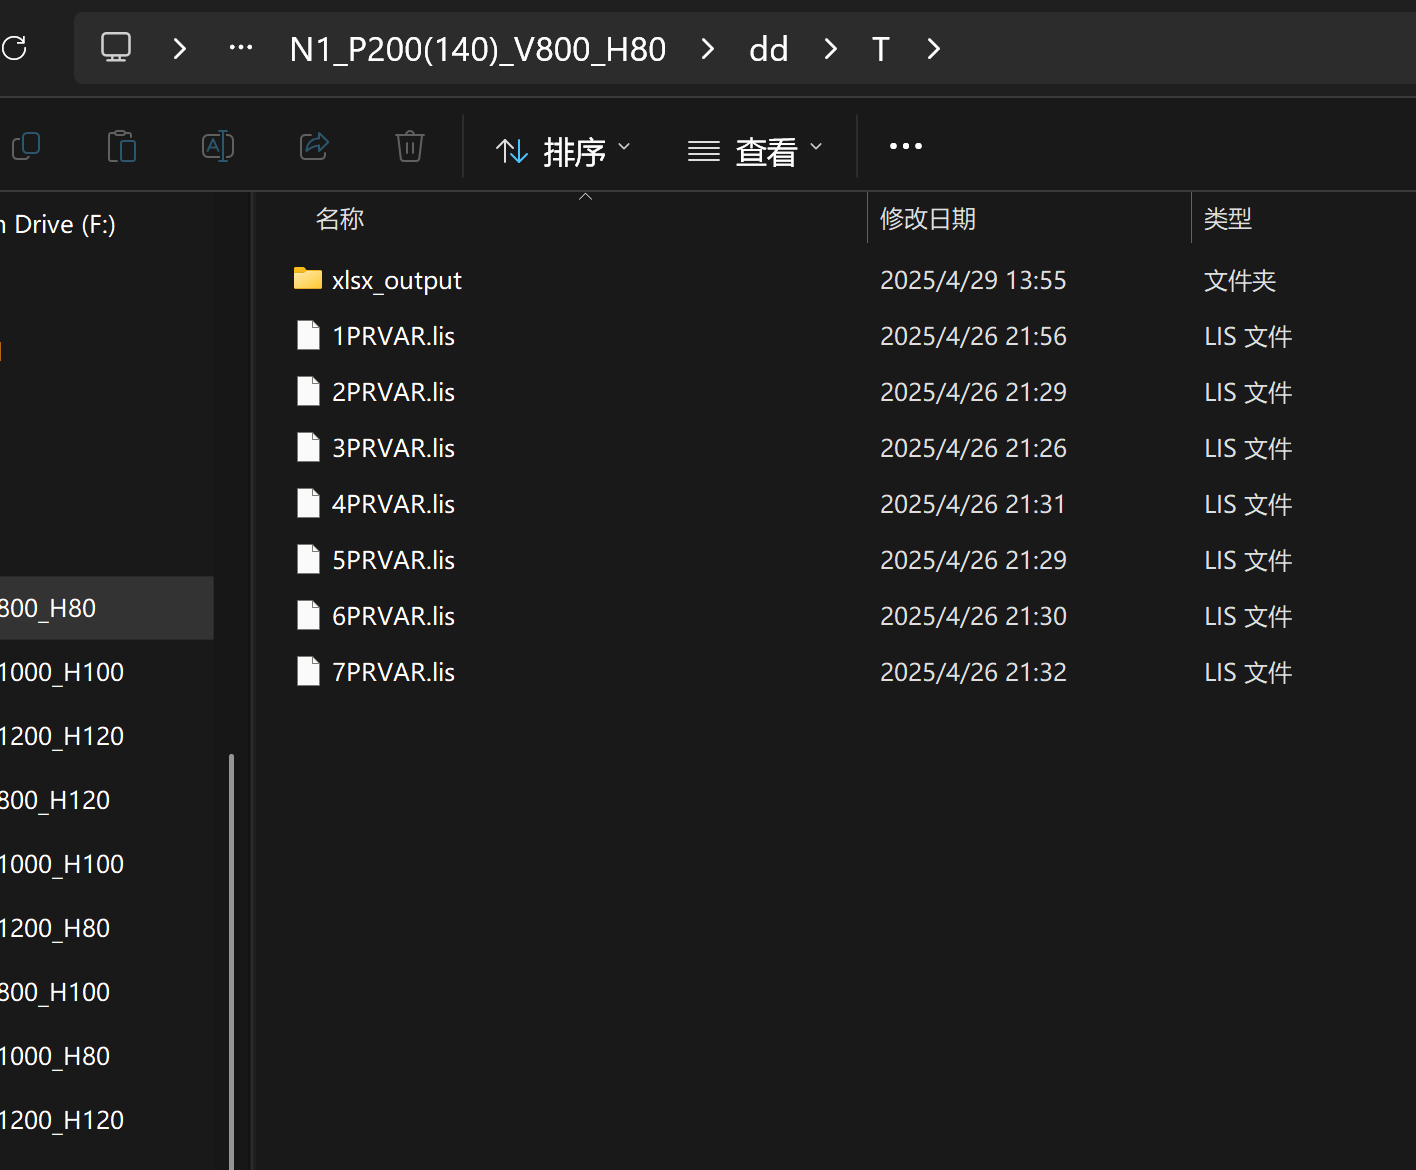 N1_P200(140)_V800_H80 > dd > T >
排序 查看
n Drive (F:)
800_H80
1000_H100
1200_H120
800_H120
1000_H100
1200_H80
800_H100
1000_H80
1200_H120
名称 修改日期 类型
xlsx_output 2025/4/29 13:55 文件夹
1PRVAR.lis 2025/4/26 21:56 LIS 文件
2PRVAR.lis 2025/4/26 21:29 LIS 文件
3PRVAR.lis 2025/4/26 21:26 LIS 文件
4PRVAR.lis 2025/4/26 21:31 LIS 文件
5PRVAR.lis 2025/4/26 21:29 LIS 文件
6PRVAR.lis 2025/4/26 21:30 LIS 文件
7PRVAR.lis 2025/4/26 21:32 LIS 文件